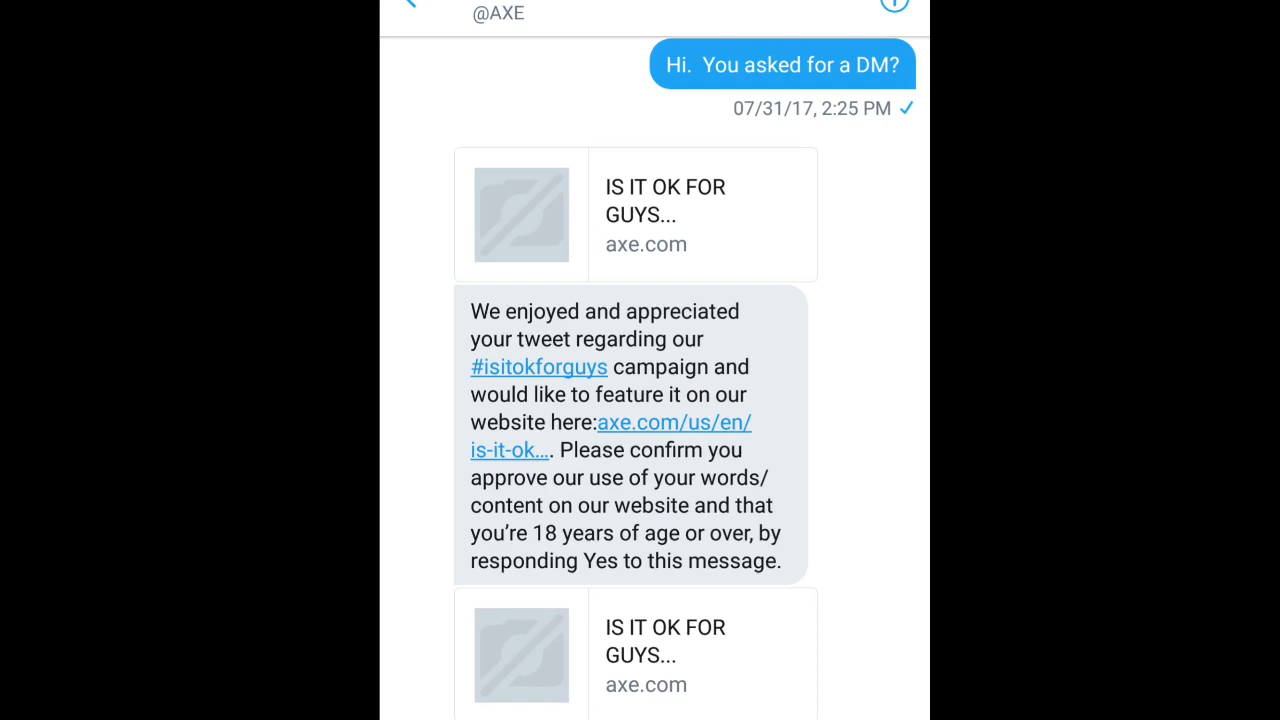 @AXE
Hi. You asked for a DM?
07/31/17, 2:25 PM
IS IT OK FOR
GUYS...
axe.com
We enjoyed and appreciated
your tweet regarding our
#isitokforguys campaign and
would like to feature it on our
website here:axe.com/us/en/
is-it-ok.... Please confirm you
approve our use of your words/
content on our website and that
you're 18 years of age or over, by
responding Yes to this message.
IS IT OK FOR
GUYS...
axe.com